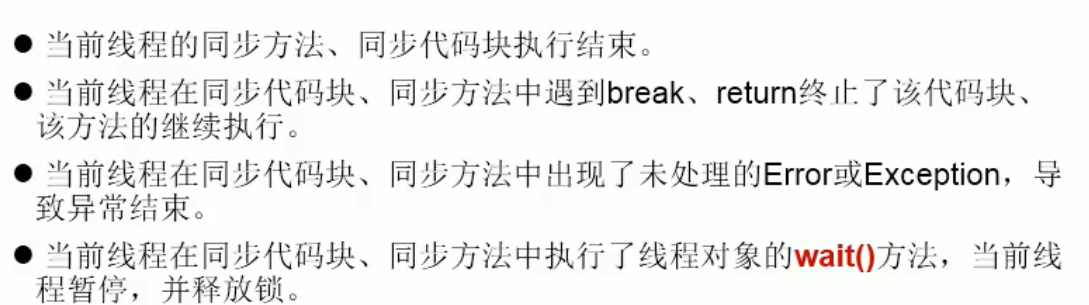 ● 当前线程的同步方法、同步代码块执行结束。
● 当前线程在同步代码块、同步方法中遇到break、return终止了该代码块、
该方法的继续执行。
● 当前线程在同步代码块、同步方法中出现了未处理的Error或Exception，导
致异常结束。
● 当前线程在同步代码块、同步方法中执行了线程对象的wait()方法，当前线
程暂停，并释放锁。